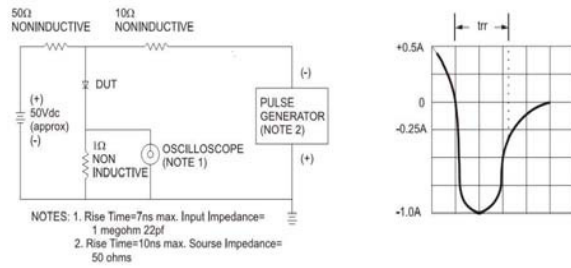 50Ω
NONINDUCTIVE
10Ω
NONINDUCTIVE
DUT
(+)
50Vdc
(approx)
(-)
1Ω
NON
INDUCTIVE
OSCILLOSCOPE
(NOTE 1)
(-)
PULSE
GENERATOR
(NOTE 2)
(+)
NOTES: 1. Rise Time=7ns max. Input Impedance=
1 megohm 22pf
2. Rise Time=10ns max. Sourse Impedance=
50 ohms
trr
+0.5A
0
-0.25A
-1.0A